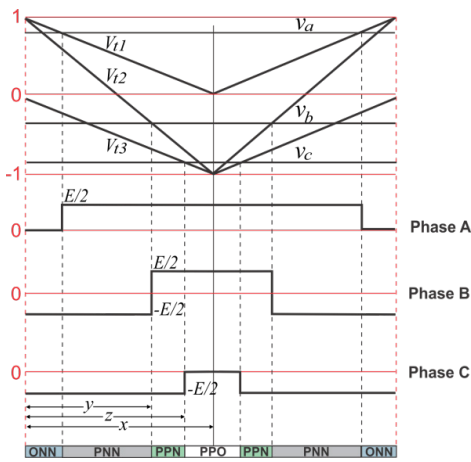 1
V_t1
v_a
V_t2
0
v_b
V_t3
v_c
-1
E/2
0
Phase A
E/2
0
-E/2
Phase B
0
-E/2
Phase C
y
z
x
ONN PNN PPN PPO PPN PNN ONN